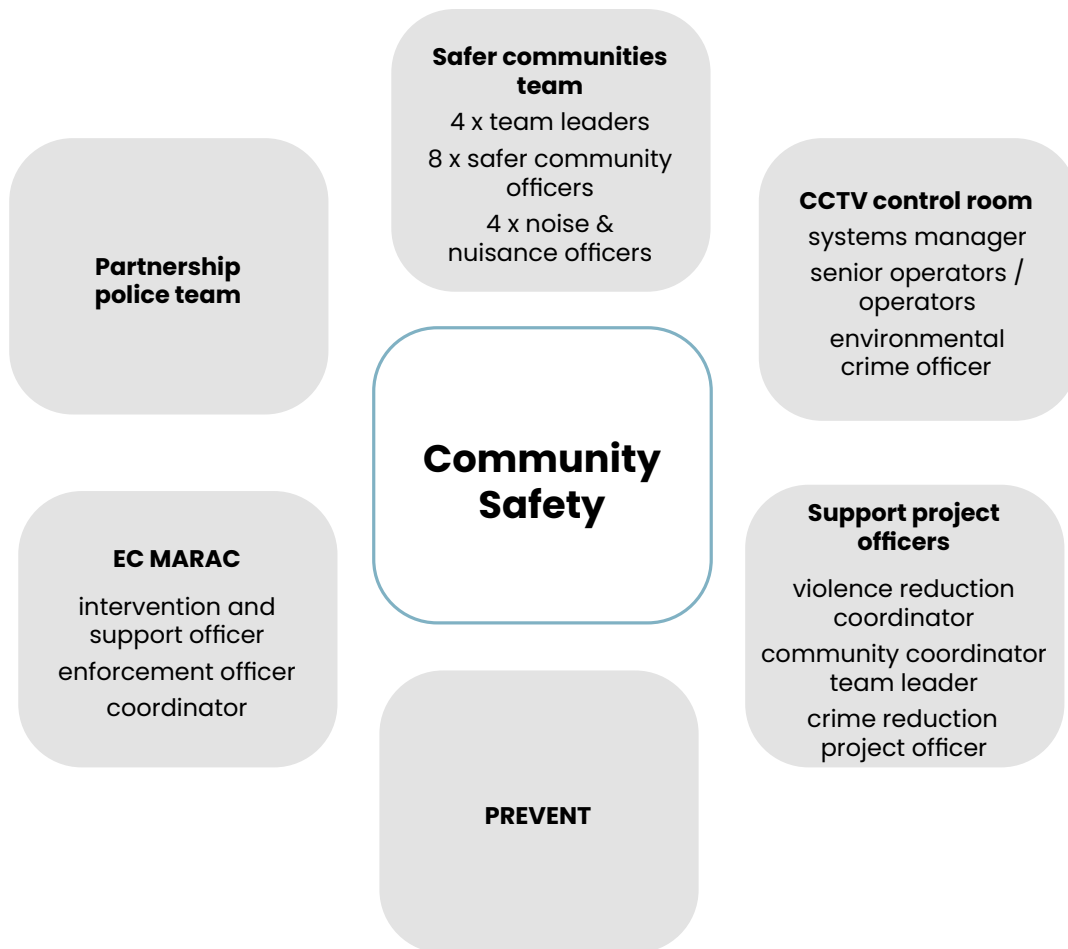 Safer communities
team
4 x team leaders
8 x safer community
officers
4 x noise &
nuisance officers
CCTV control room
systems manager
senior operators /
operators
environmental
crime officer
Partnership
police team
Community
Safety
Support project
officers
violence reduction
coordinator
community coordinator
team leader
crime reduction
project officer
EC MARAC
intervention and
support officer
enforcement officer
coordinator
PREVENT